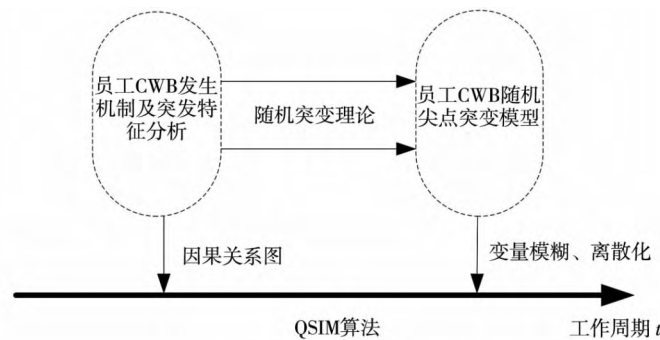 员工CWB发生
机制及突发特
征分析
随机突变理论
员工CWB随机
尖点突变模型
因果关系图
变量模糊、离散化
QSIM算法
工作周期 t